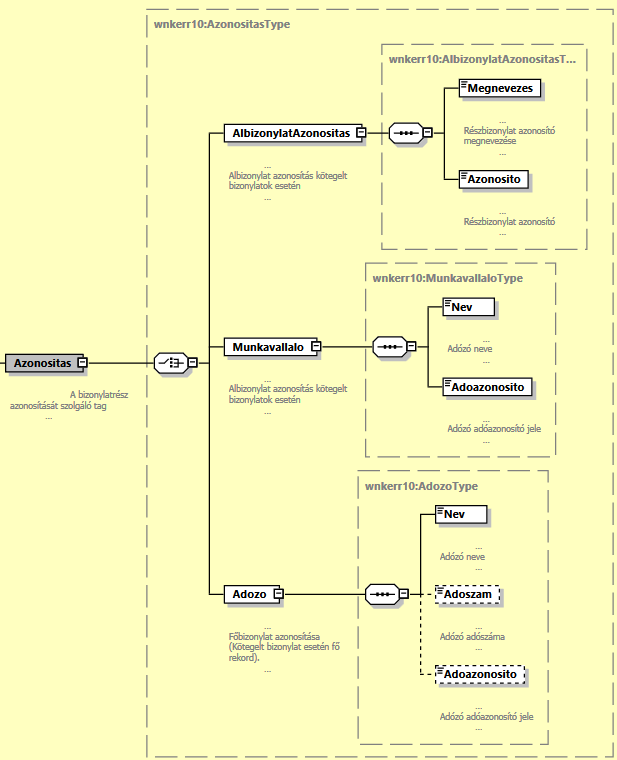 wnkerr10:AzonositasType
wnkerr10:AlbizonylatAzonositasT...
Megnevezes
...
Részbizonylat azonosító
megnevezése
...
AlbizonylatAzonositas
...
Albizonylat azonosítás kötegelt
bizonylatok esetén
...
Azonosito
...
Részbizonylat azonosító
...
wnkerr10:MunkavallaloType
Nev
...
Adózó neve
...
Munkavallalo
...
Albizonylat azonosítás kötegelt
bizonylatok esetén
...
Adoazonosito
...
Adózó adóazonosító jele
...
Azonositas
A bizonylatrész
azonosítását szolgáló tag
...
wnkerr10:AdozoType
Nev
...
Adózó neve
...
Adozo
...
Főbizonylat azonosítása
(Kötegelt bizonylat esetén fő
rekord).
...
Adoszam
...
Adózó adószáma
...
Adoazonosito
...
Adózó adóazonosító jele
...